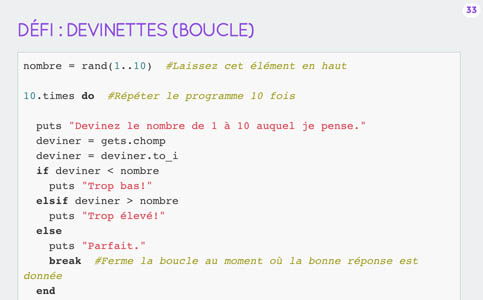 33
DÉFI : DEVINETTES (BOUCLE)
nombre = rand(1..10)  #Laissez cet élément en haut
10.times do  #Répéter le programme 10 fois
puts "Devinez le nombre de 1 à 10 auquel je pense."
deviner = gets.chomp
deviner = deviner.to_i
if deviner < nombre
puts "Trop bas!"
elsif deviner > nombre
puts "Trop élevé!"
else
puts "Parfait."
break  #Ferme la boucle au moment où la bonne réponse est
donnée
end